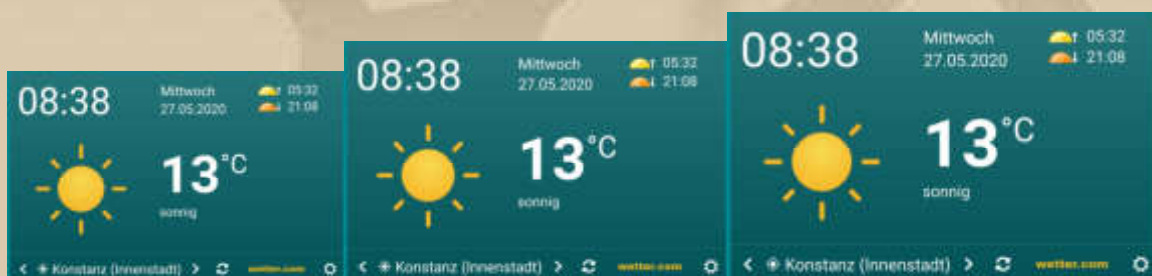 08:38
Mittwoch
27.05.2020
05:32
21:08
13°C
sonnig
Konstanz (Innenstadt)
wetter.com
08:38
Mittwoch
27.05.2020
05:32
21:08
13°C
sonnig
Konstanz (Innenstadt)
wetter.com
08:38
Mittwoch
27.05.2020
05:32
21:08
13°C
sonnig
Konstanz (Innenstadt)
wetter.com